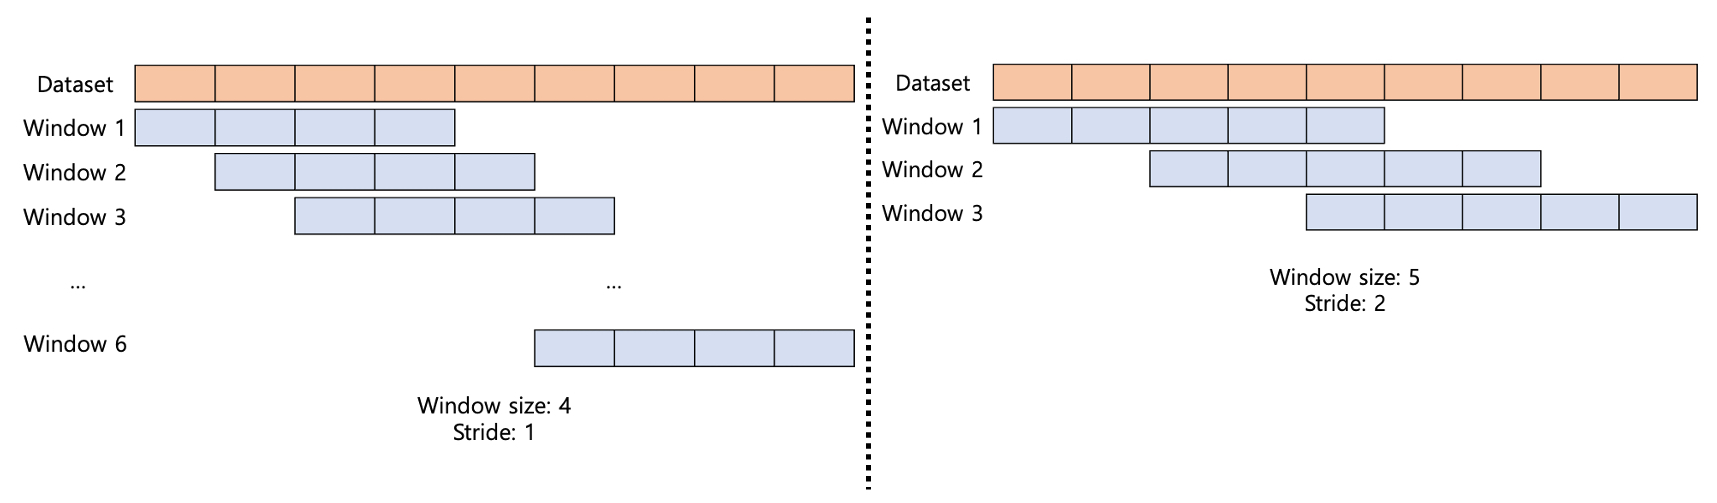 Dataset
Window 1
Window 2
Window 3
...
...
Window 6
Window size: 4
Stride: 1
Dataset
Window 1
Window 2
Window 3
Window size: 5
Stride: 2